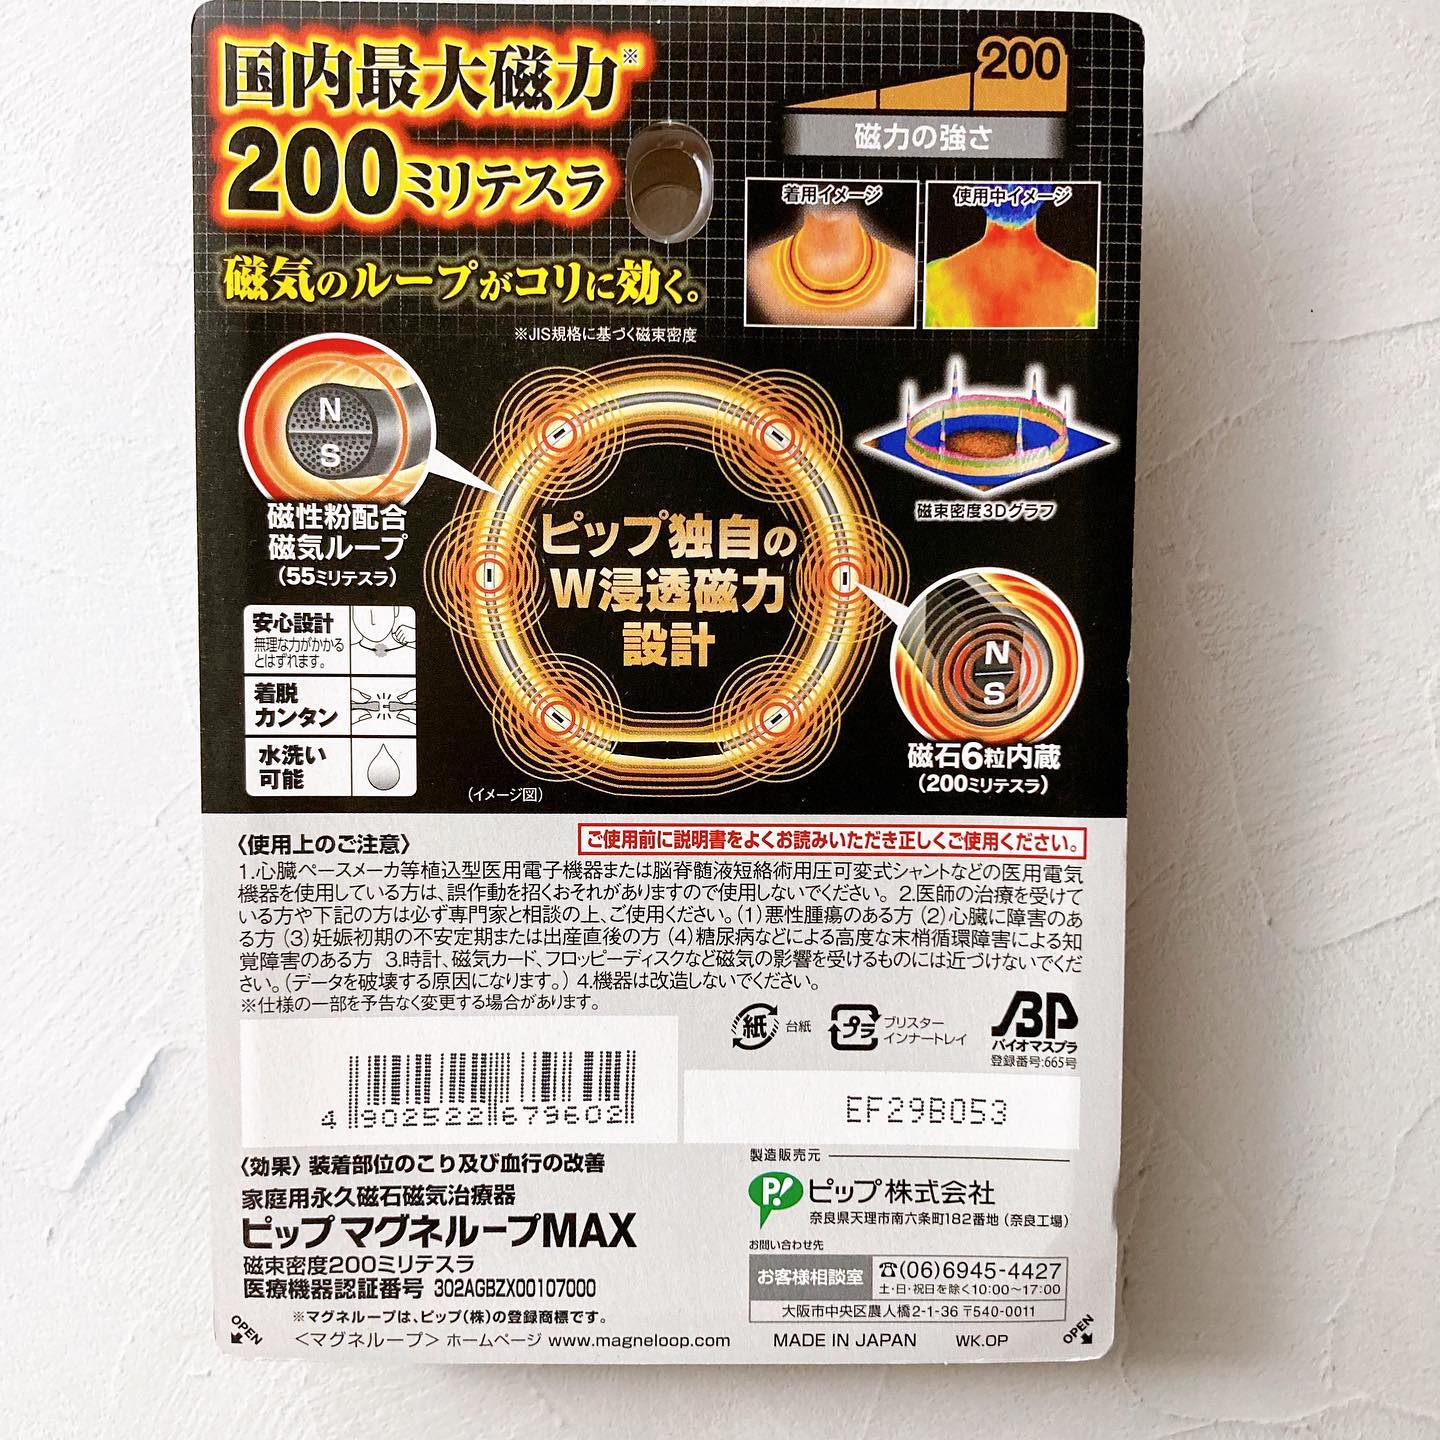 国内最大磁力※
200ミリテスラ
磁気のループがコリに効く。
※JIS規格に基づく磁束密度
200
磁力の強さ
着用イメージ
使用中イメージ
N
S
磁性粉配合
磁気ループ
(55ミリテスラ)
ピップ独自の
W浸透磁力
設計
磁束密度3Dグラフ
N
S
磁石6粒内蔵
(200ミリテスラ)
安心設計
無理な力がかかる
とはずれます。
着脱
カンタン
水洗い
可能
(イメージ図)
〈使用上のご注意〉
ご使用前に説明書をよくお読みいただき正しくご使用ください。
1.心臓ペースメーカ等植込型医用電子機器または脳脊髄液短絡術用圧可変式シャントなどの医用電気
機器を使用している方は、誤作動を招くおそれがありますので使用しないでください。 2.医師の治療を受けて
いる方や下記の方は必ず専門家と相談の上、ご使用ください。(1)悪性腫瘍のある方 (2)心臓に障害のあ
る方 (3)妊娠初期の不安定期または出産直後の方 (4)糖尿病などによる高度な末梢循環障害による知
覚障害のある方 3.時計、磁気カード、フロッピーディスクなど磁気の影響を受けるものには近づけないでくだ
さい。(データを破壊する原因になります。) 4.機器は改造しないでください。
※仕様の一部を予告なく変更する場合があります。
紙
台紙
プラ
ブリスター
インナートレイ
BP
バイオマスプラ
登録番号:665号
4 902522 679602
EF29B053
〈効果〉装着部位のこり及び血行の改善
家庭用永久磁石磁気治療器
ピップ マグネループMAX
磁束密度200ミリテスラ
医療機器認証番号 302AGBZX00107000
※マグネループは、ピップ(株)の登録商標です。
<マグネループ> ホームページ www.magneloop.com
製造販売元
P!
ピップ株式会社
奈良県天理市南六条町182番地 (奈良工場)
お問い合わせ先
お客様相談室
☎(06)6945-4427
土・日・祝日を除く10:00〜17:00
大阪市中央区農人橋2-1-36 〒540-0011
MADE IN JAPAN
WK.OP
OPEN
OPEN